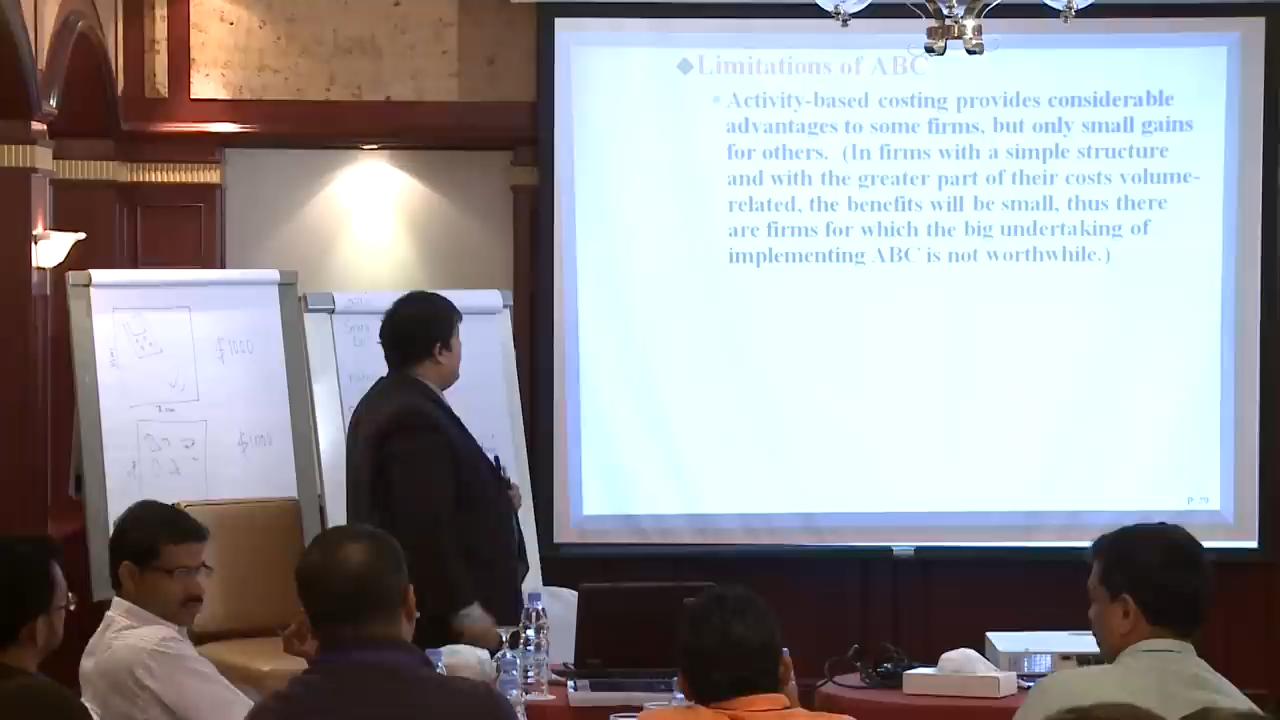 Limitations of ABC
Activity-based costing provides considerable
advantages to some firms, but only small gains
for others. (In firms with a simple structure
and with the greater part of their costs volume-
related, the benefits will be small, thus there
are firms for which the big undertaking of
implementing ABC is not worthwhile.)
$1000